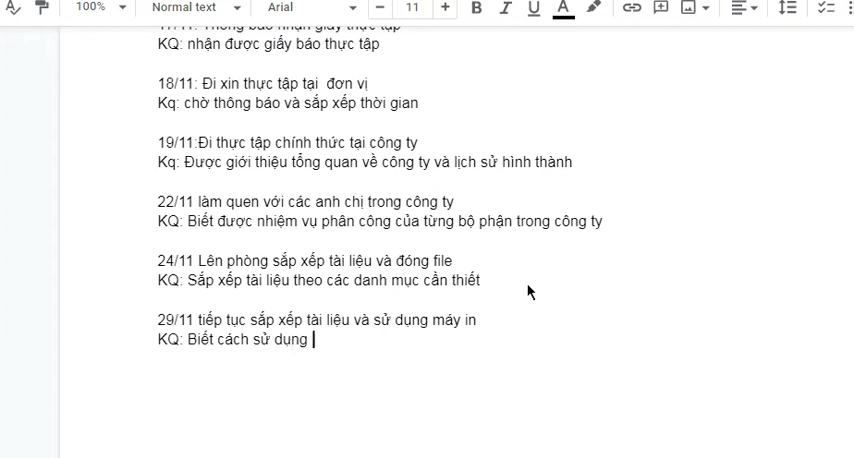 100% Normal text Arial 11 B I U A
KQ: nhận được giấy báo thực tập
18/11: Đi xin thực tập tại đơn vị
Kq: chờ thông báo và sắp xếp thời gian
19/11:Đi thực tập chính thức tại công ty
Kq: Được giới thiệu tổng quan về công ty và lịch sử hình thành
22/11 làm quen với các anh chị trong công ty
KQ: Biết được nhiệm vụ phân công của từng bộ phận trong công ty
24/11 Lên phòng sắp xếp tài liệu và đóng file
KQ: Sắp xếp tài liệu theo các danh mục cần thiết
29/11 tiếp tục sắp xếp tài liệu và sử dụng máy in
KQ: Biết cách sử dụng